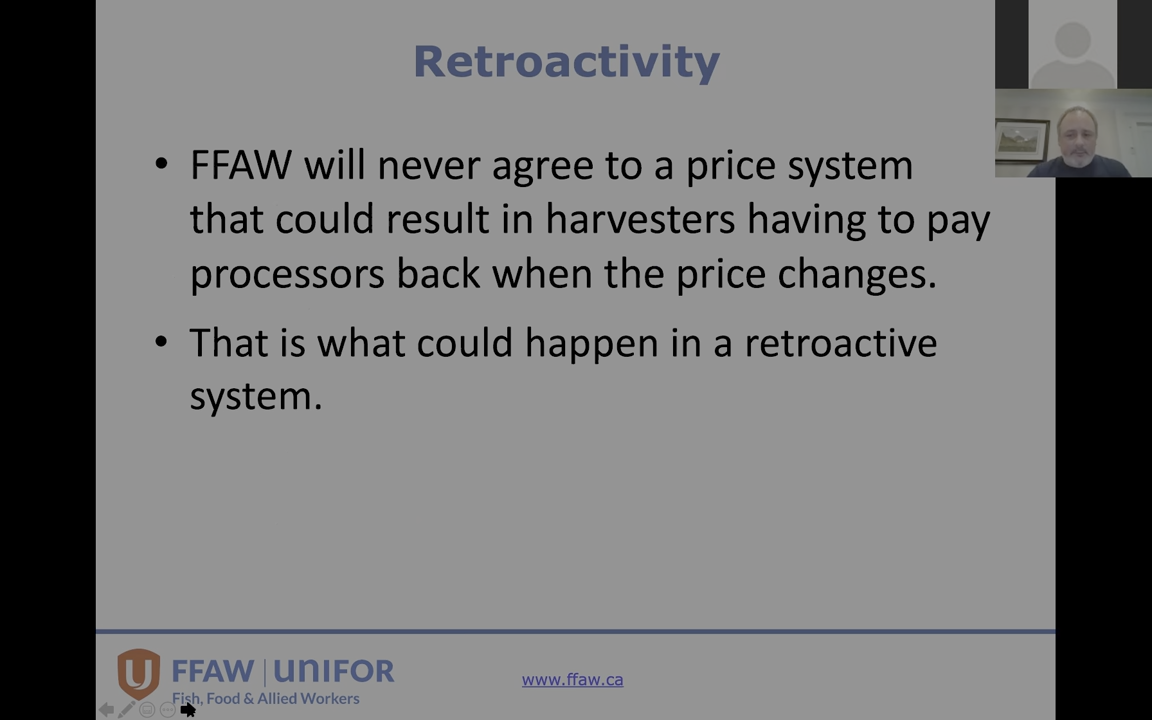 Retroactivity
• FFAW will never agree to a price system
that could result in harvesters having to pay
processors back when the price changes.
• That is what could happen in a retroactive
system.
FFAW | UNIFOR
Fish, Food & Allied Workers
www.ffaw.ca